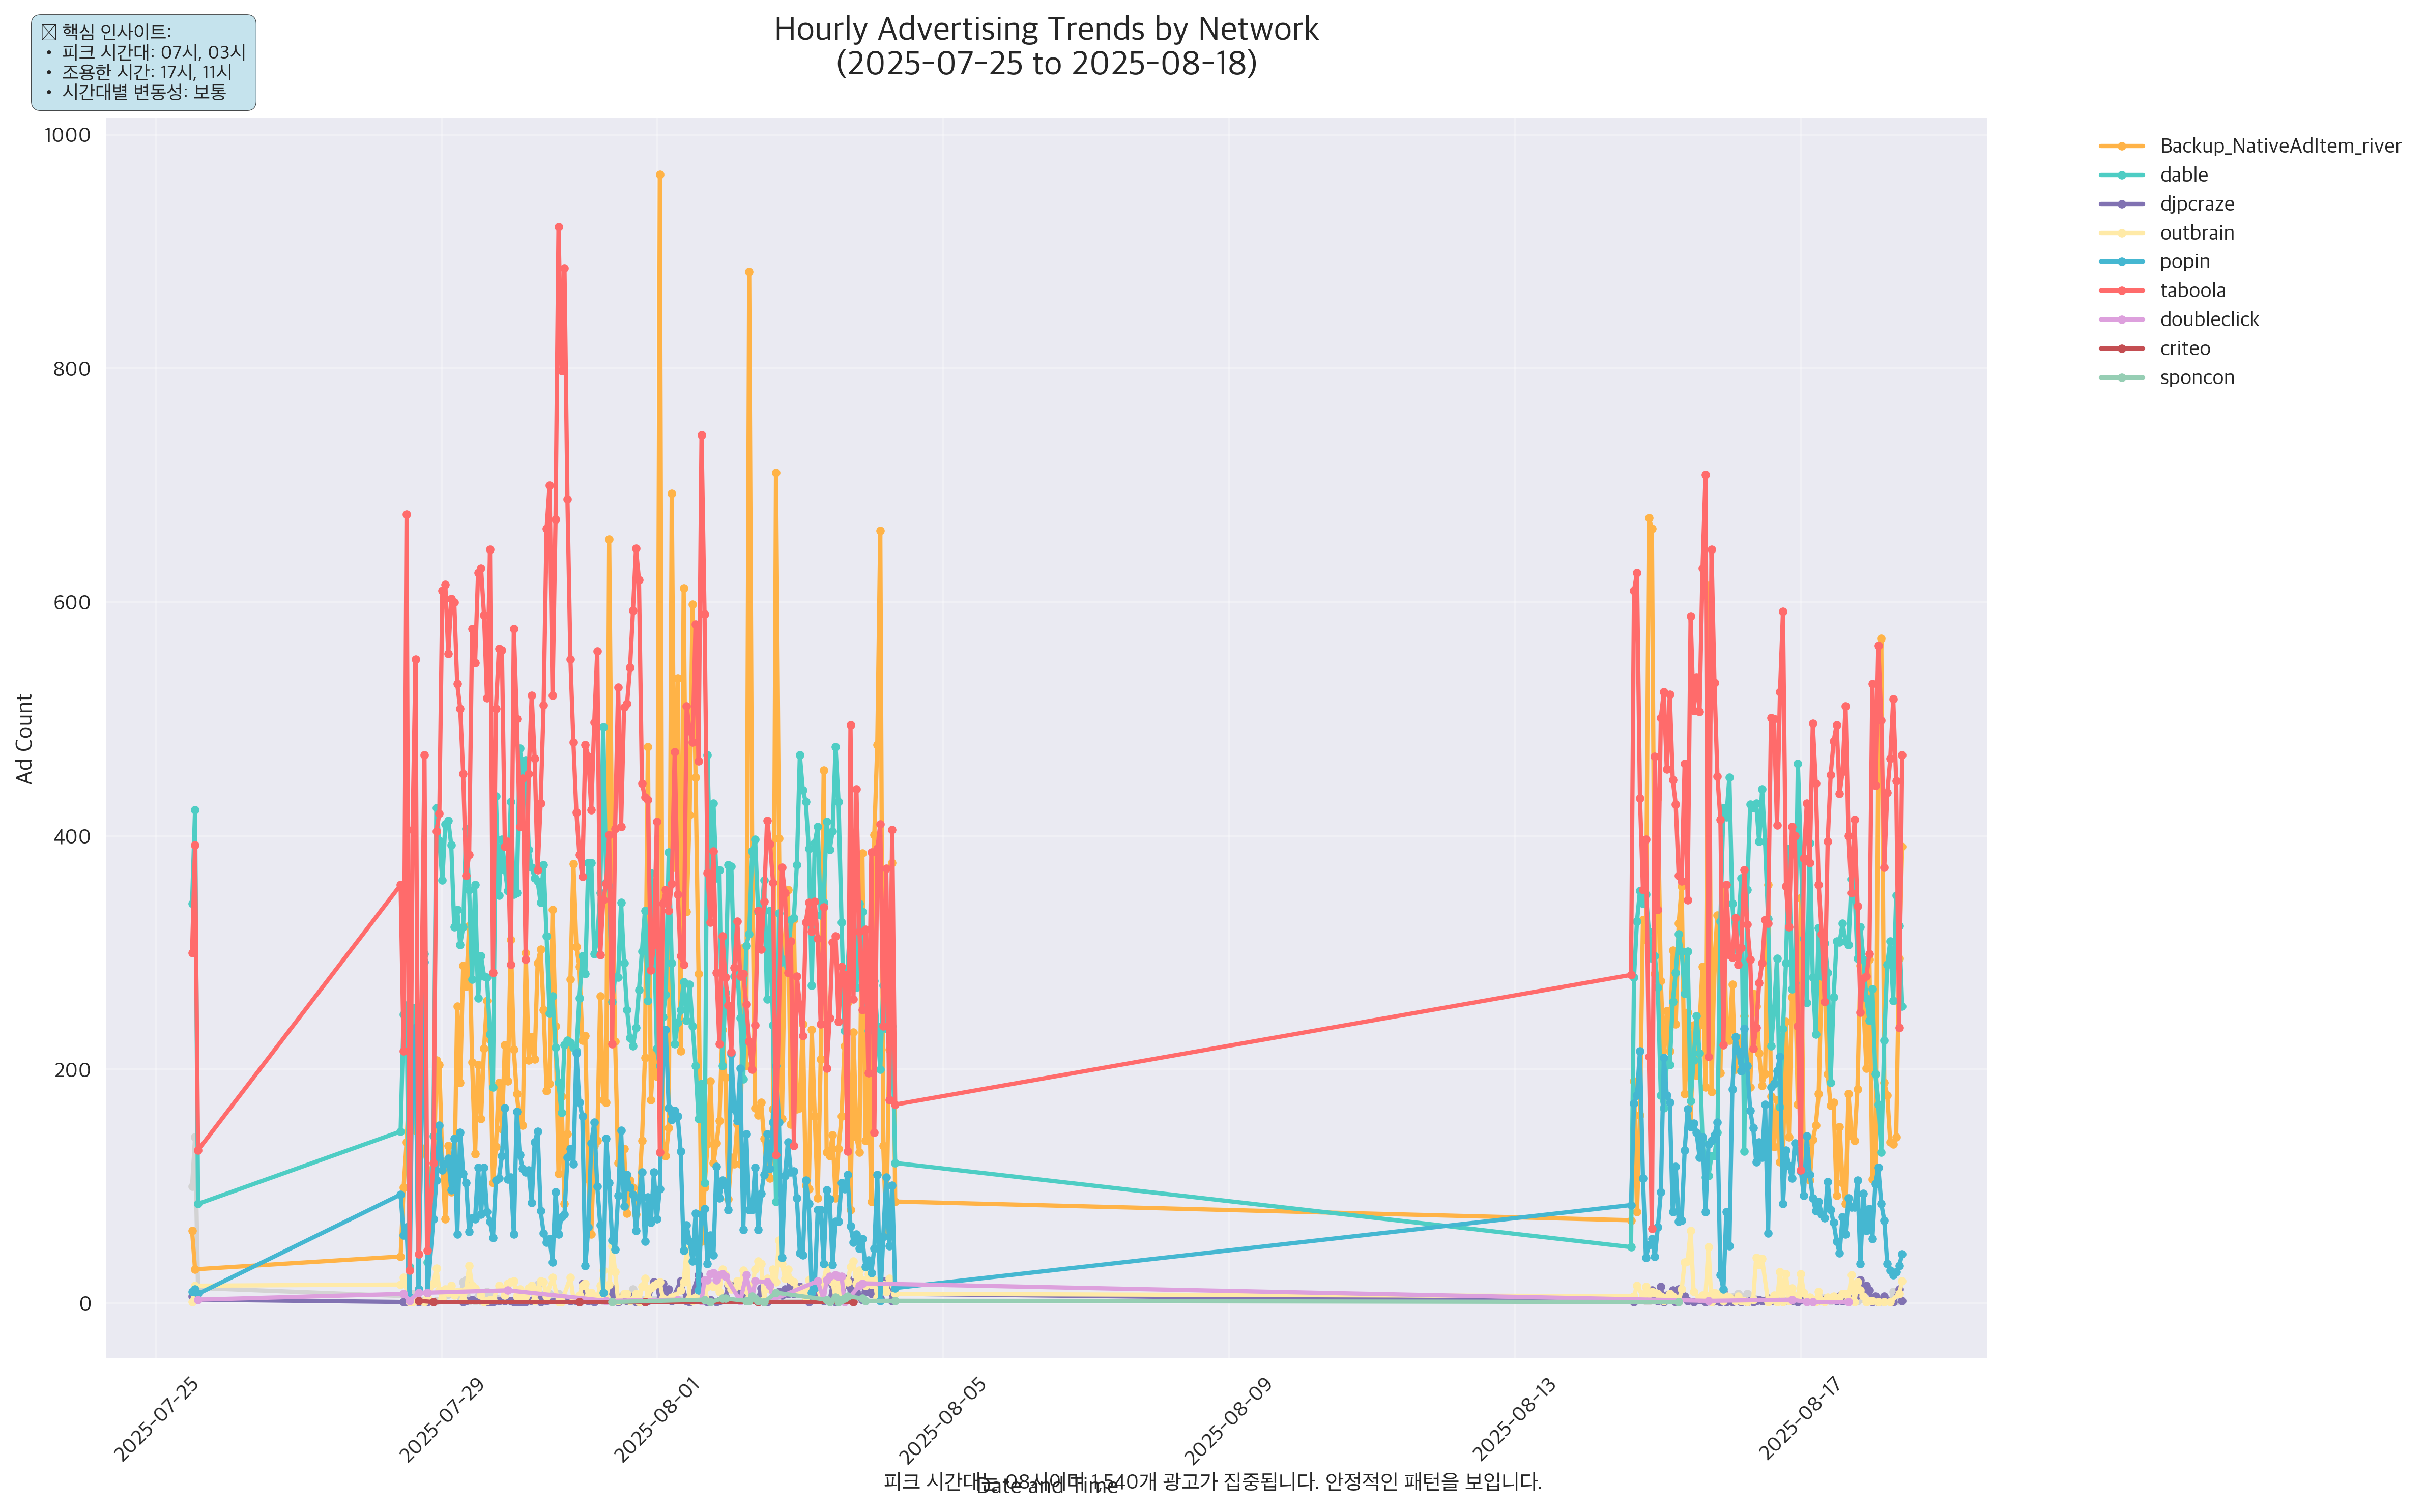 핵심 인사이트:
• 피크 시간대: 07시, 03시
• 조용한 시간: 17시, 11시
• 시간대별 변동성: 보통
Hourly Advertising Trends by Network
(2025-07-25 to 2025-08-18)
1000
800
600
400
200
0
Ad Count
Backup_NativeAdItem_river
dable
djpcraze
outbrain
popin
taboola
doubleclick
criteo
sponcon
2025-07-25
2025-07-29
2025-08-01
2025-08-05
2025-08-09
2025-08-13
2025-08-17
피크 시간대는 08시이며 1,540개 광고가 집중됩니다. 안정적인 패턴을 보입니다.
Date and Time